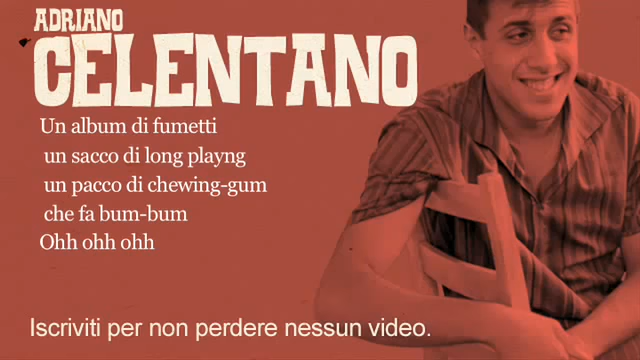 ADRIANO
CELENTANO
Un album di fumetti
un sacco di long playng
un pacco di chewing-gum
che fa bum-bum
Ohh ohh ohh
Iscriviti per non perdere nessun video.